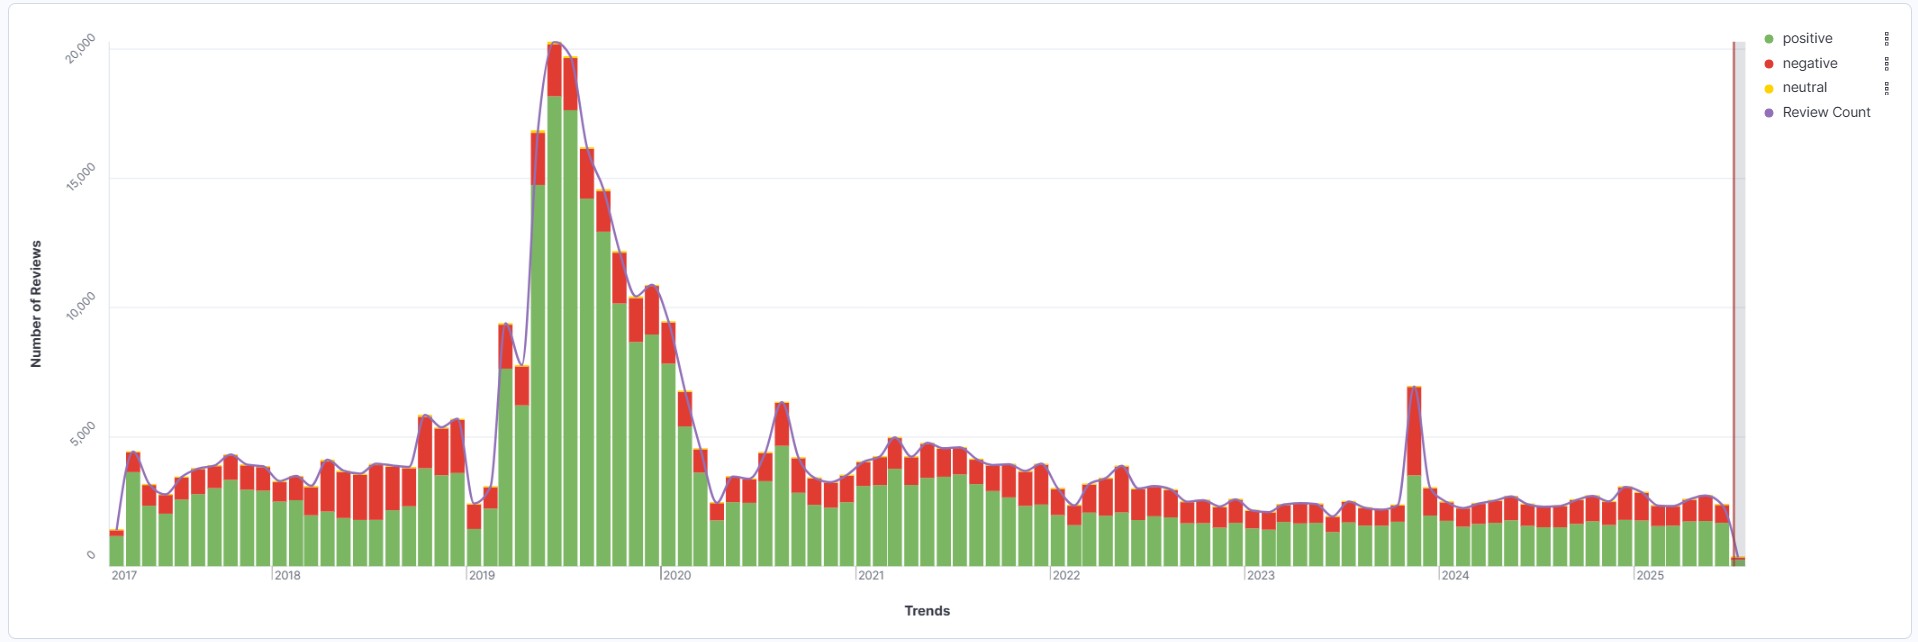 20,000
15,000
10,000
5,000
0
Number of Reviews
2017 2018 2019 2020 2021 2022 2023 2024 2025
Trends
positive
negative
neutral
Review Count